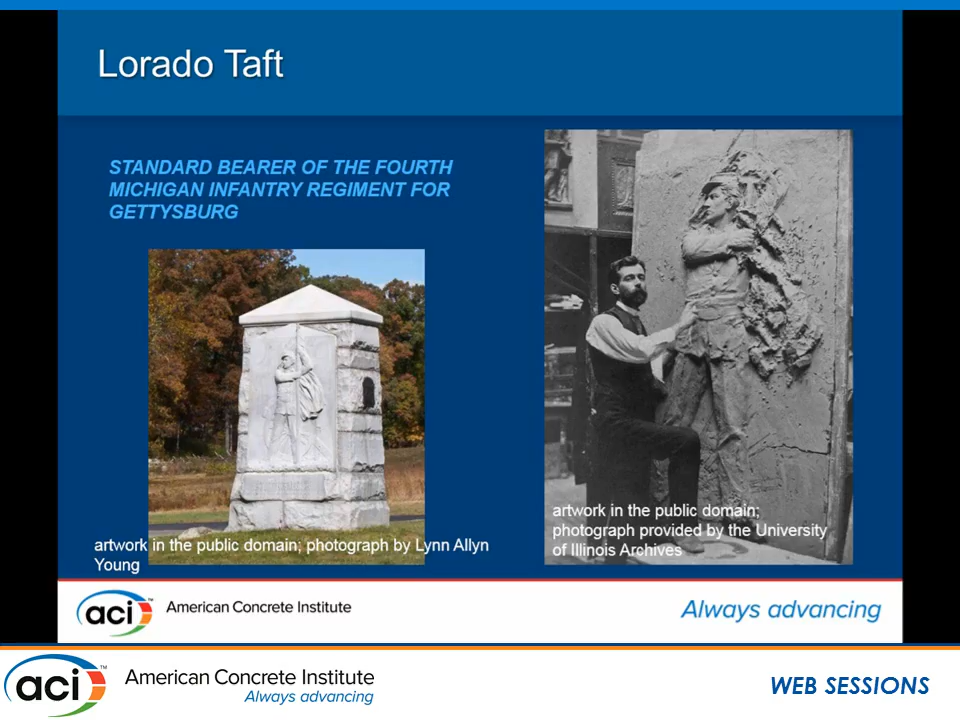 Lorado Taft
STANDARD BEARER OF THE FOURTH
MICHIGAN INFANTRY REGIMENT FOR
GETTYSBURG
artwork in the public domain; photograph by Lynn Allyn
Young
artwork in the public domain;
photograph provided by the University
of Illinois Archives
aci™
American Concrete Institute
Always advancing
aci™
American Concrete Institute
Always advancing
WEB SESSIONS